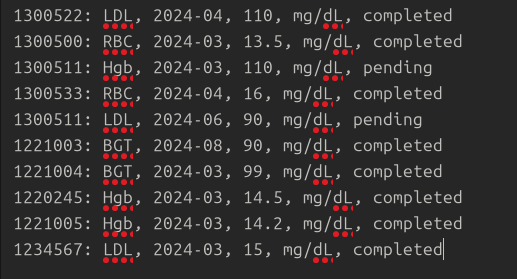 1300522: LDL, 2024-04, 110, mg/dL, completed
1300500: RBC, 2024-03, 13.5, mg/dL, completed
1300511: Hgb, 2024-03, 110, mg/dL, pending
1300533: RBC, 2024-04, 16, mg/dL, completed
1300511: LDL, 2024-06, 90, mg/dL, pending
1221003: BGT, 2024-08, 90, mg/dL, completed
1221004: BGT, 2024-03, 99, mg/dL, completed
1220245: Hgb, 2024-03, 14.5, mg/dL, completed
1221005: Hgb, 2024-03, 14.2, mg/dL, completed
1234567: LDL, 2024-03, 15, mg/dL, completed